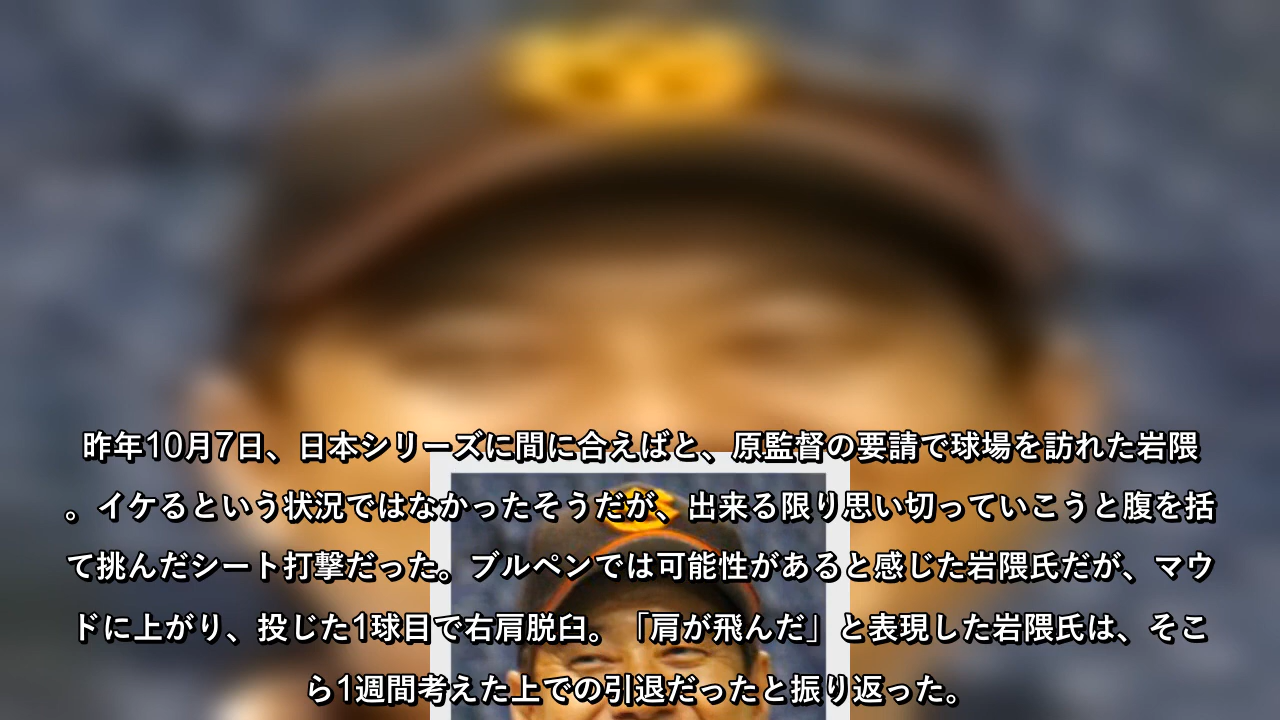 昨年10月7日、日本シリーズに間に合えばと、原監督の要請で球場を訪れた岩隈
。イケるという状況ではなかったそうだが、出来る限り思い切っていこうと腹を括
て挑んだシート打撃だった。ブルペンでは可能性があると感じた岩隈氏だが、マウ
ドに上がり、投じた1球目で右肩脱臼。「肩が飛んだ」と表現した岩隈氏は、そこ
ら1週間考えた上での引退だったと振り返った。